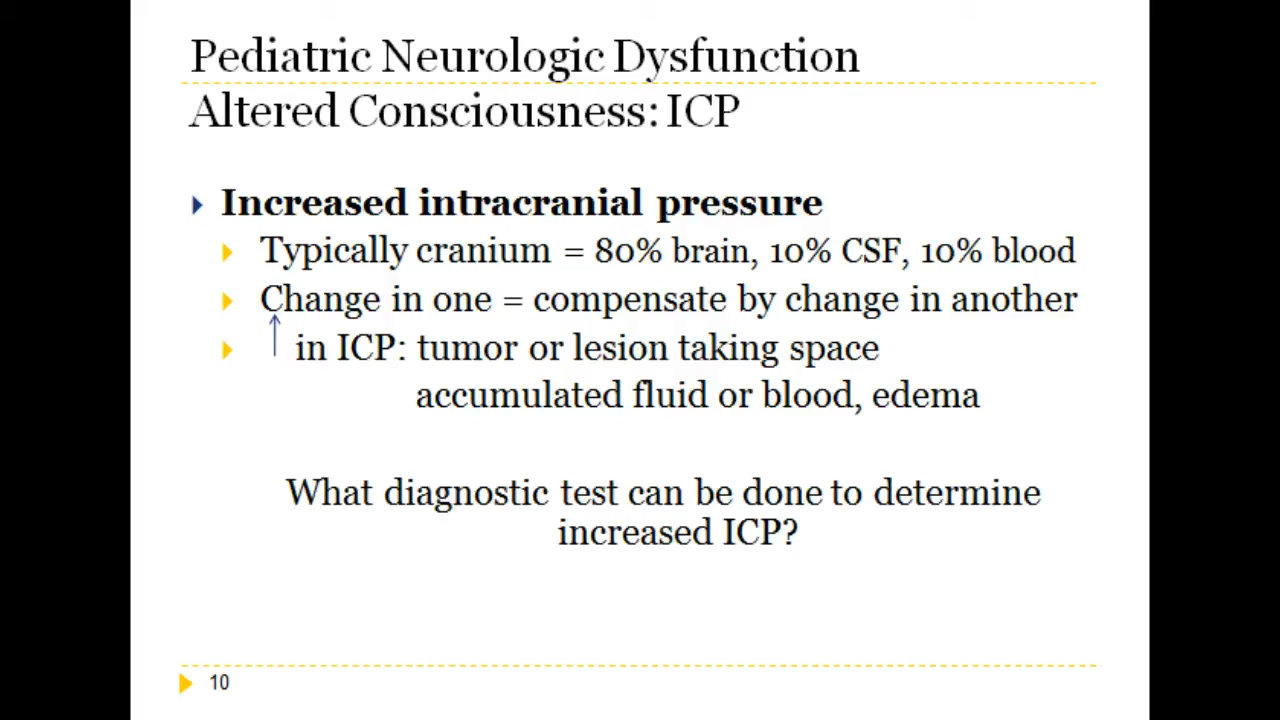 Pediatric Neurologic Dysfunction
Altered Consciousness: ICP
Increased intracranial pressure
Typically cranium = 80% brain, 10% CSF, 10% blood
Change in one = compensate by change in another
↑ in ICP: tumor or lesion taking space
accumulated fluid or blood, edema
What diagnostic test can be done to determine
increased ICP?
10